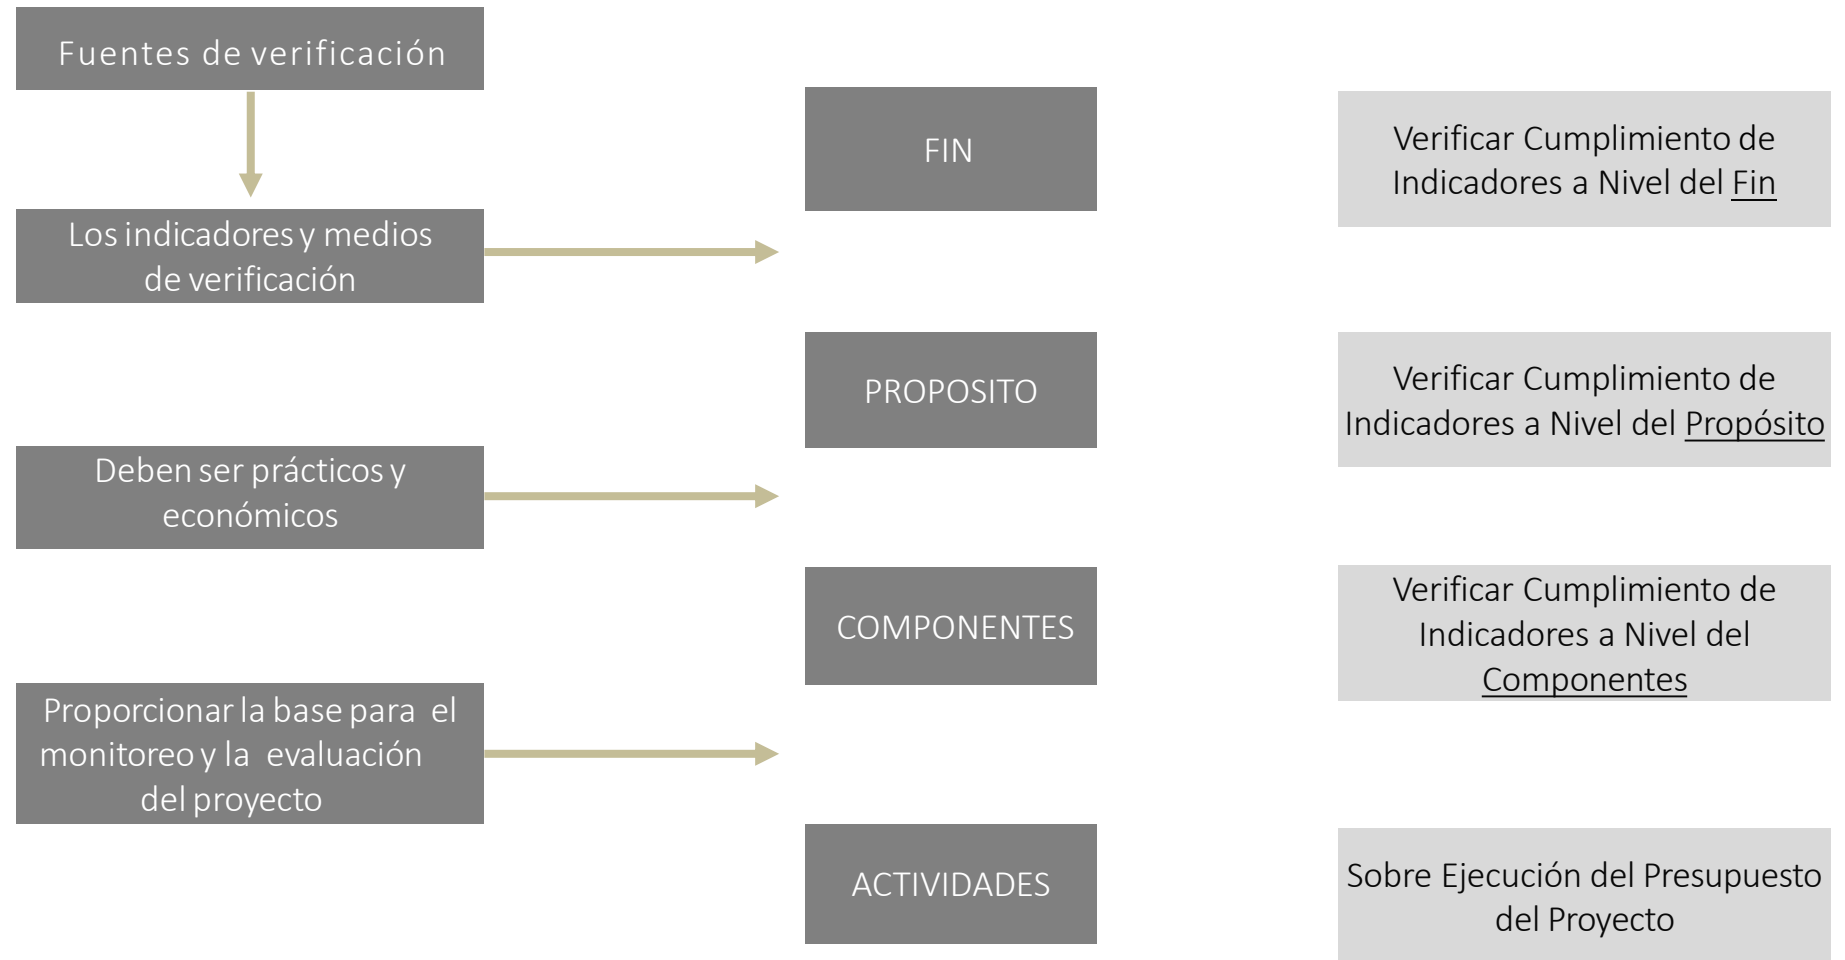 Fuentes de verificación
Los indicadores y medios
de verificación
Deben ser prácticos y
económicos
Proporcionar la base para el
monitoreo y la evaluación
del proyecto
FIN
PROPOSITO
COMPONENTES
ACTIVIDADES
Verificar Cumplimiento de
Indicadores a Nivel del Fin
Verificar Cumplimiento de
Indicadores a Nivel del Propósito
Verificar Cumplimiento de
Indicadores a Nivel del
Componentes
Sobre Ejecución del Presupuesto
del Proyecto